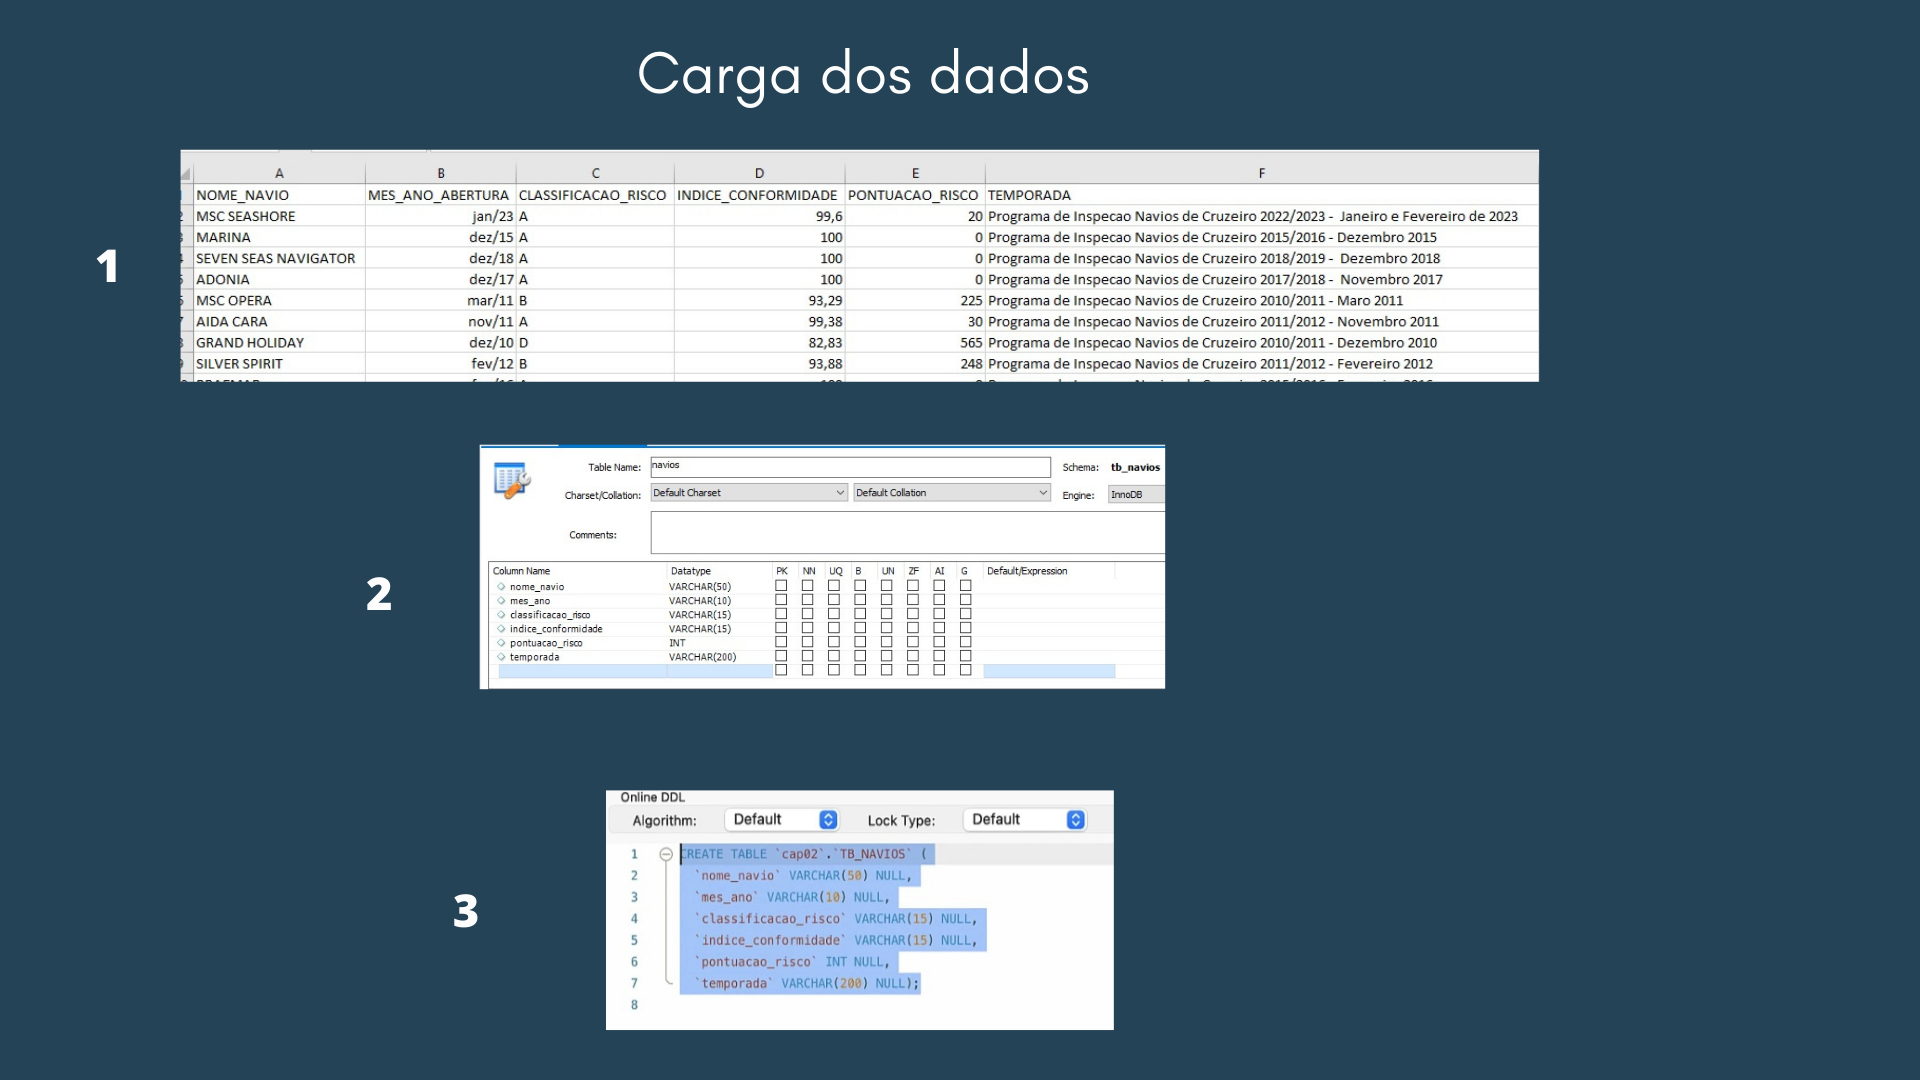 Carga dos dados
A B C D E F
NOME_NAVIO MES_ANO_ABERTURA CLASSIFICACAO_RISCO INDICE_CONFORMIDADE PONTUACAO_RISCO TEMPORADA
MSC SEASHORE jan/23 A 99,6 20 Programa de Inspecao Navios de Cruzeiro 2022/2023 - Janeiro e Fevereiro de 2023
MARINA dez/15 A 100 0 Programa de Inspecao Navios de Cruzeiro 2015/2016 - Dezembro 2015
SEVEN SEAS NAVIGATOR dez/18 A 100 0 Programa de Inspecao Navios de Cruzeiro 2018/2019 - Dezembro 2018
ADONIA dez/17 A 100 0 Programa de Inspecao Navios de Cruzeiro 2017/2018 - Novembro 2017
MSC OPERA mar/11 B 93,29 225 Programa de Inspecao Navios de Cruzeiro 2010/2011 - Maro 2011
AIDA CARA nov/11 A 99,38 30 Programa de Inspecao Navios de Cruzeiro 2011/2012 - Novembro 2011
GRAND HOLIDAY dez/10 D 82,83 565 Programa de Inspecao Navios de Cruzeiro 2010/2011 - Dezembro 2010
SILVER SPIRIT fev/12 B 93,88 248 Programa de Inspecao Navios de Cruzeiro 2011/2012 - Fevereiro 2012
1
Table Name: navios Schema: tb_navios
Charset/Collation: Default Charset Default Collation Engine: InnoDB
Comments:
Column Name Datatype PK NN UQ B UN ZF AI G Default/Expression
nome_navio VARCHAR(50)
mes_ano VARCHAR(10)
classificacao_risco VARCHAR(15)
indice_conformidade VARCHAR(15)
pontuacao_risco INT
temporada VARCHAR(200)
2
Online DDL
Algorithm: Default Lock Type: Default
1 CREATE TABLE `cap02`.`TB_NAVIOS` (
2 `nome_navio` VARCHAR(50) NULL,
3 `mes_ano` VARCHAR(10) NULL,
4 `classificacao_risco` VARCHAR(15) NULL,
5 `indice_conformidade` VARCHAR(15) NULL,
6 `pontuacao_risco` INT NULL,
7 `temporada` VARCHAR(200) NULL);
8
3